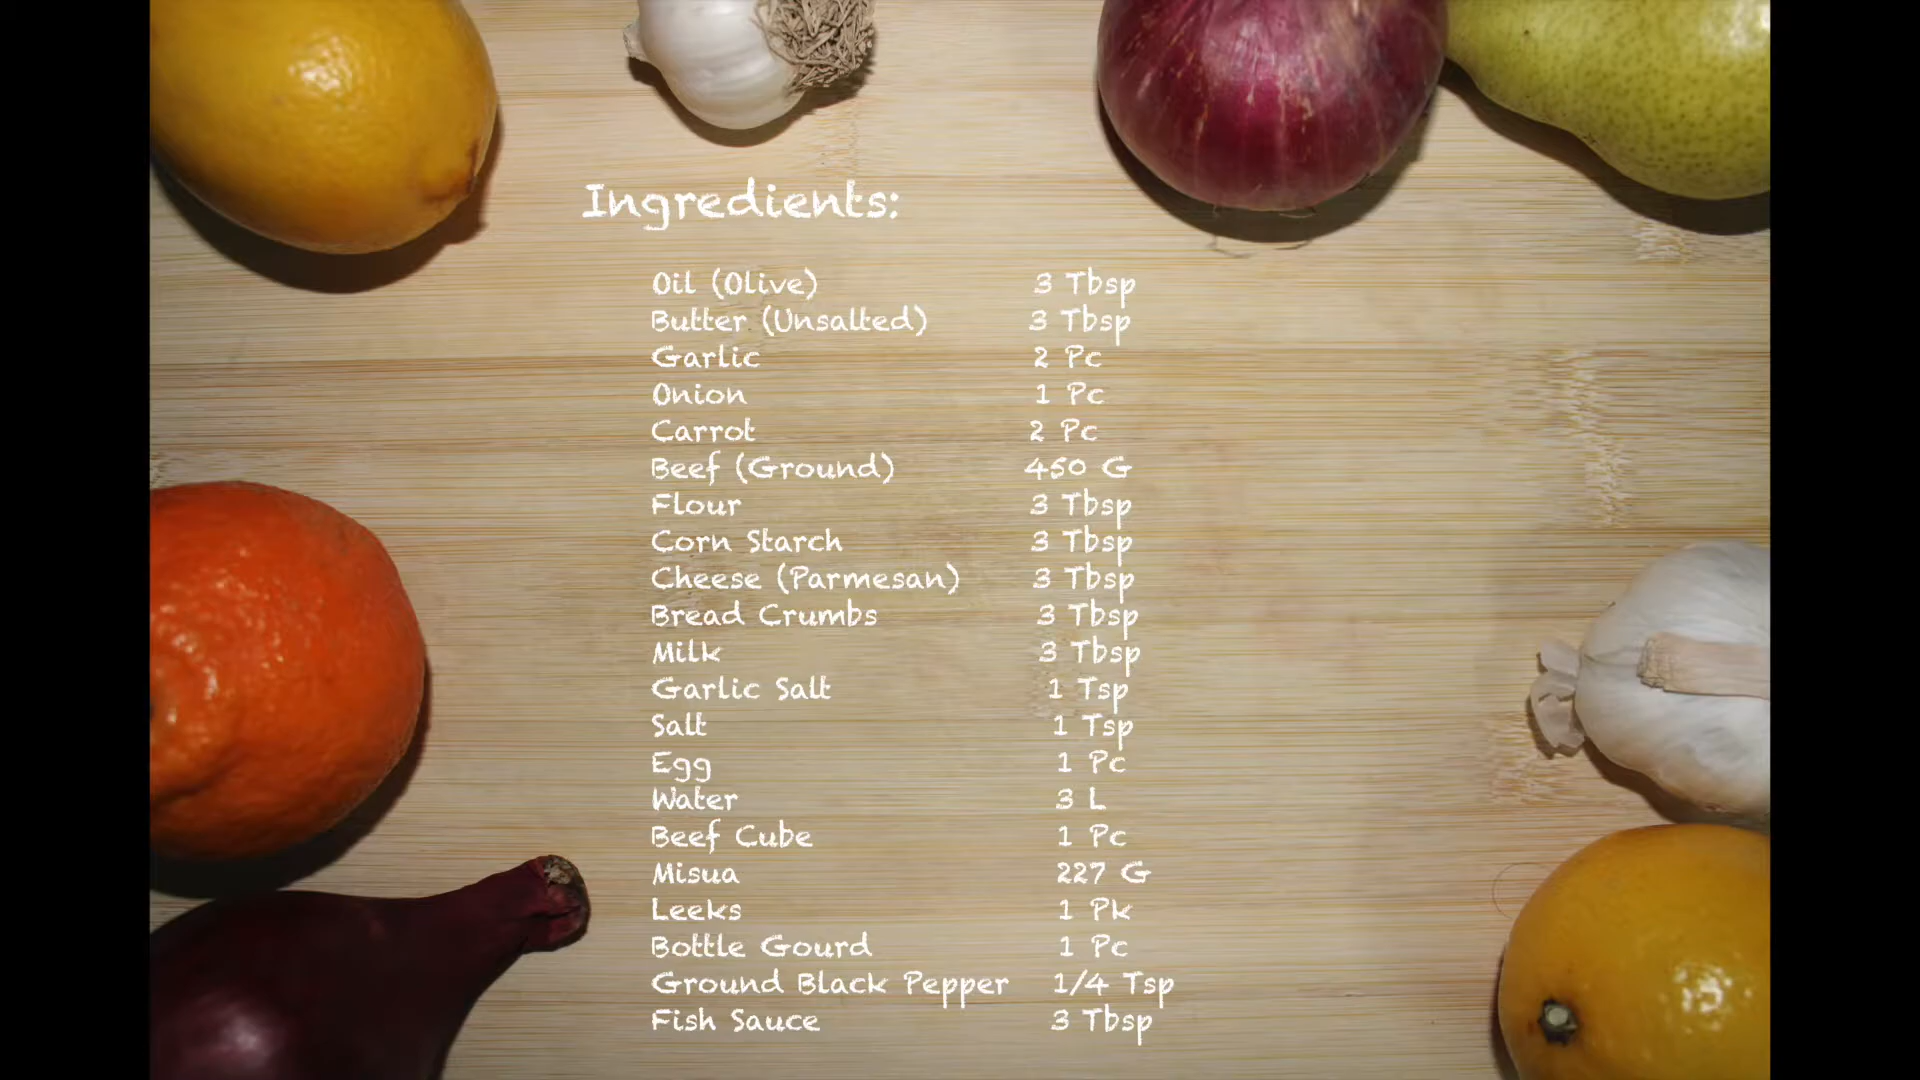 Ingredients:
Oil (Olive) 3 Tbsp
Butter (Unsalted) 3 Tbsp
Garlic 2 Pc
Onion 1 Pc
Carrot 2 Pc
Beef (Ground) 450 G
Flour 3 Tbsp
Corn Starch 3 Tbsp
Cheese (Parmesan) 3 Tbsp
Bread Crumbs 3 Tbsp
Milk 3 Tbsp
Garlic Salt 1 Tsp
Salt 1 Tsp
Egg 1 Pc
Water 3 L
Beef Cube 1 Pc
Misua 227 G
Leeks 1 Pk
Bottle Gourd 1 Pc
Ground Black Pepper 1/4 Tsp
Fish Sauce 3 Tbsp